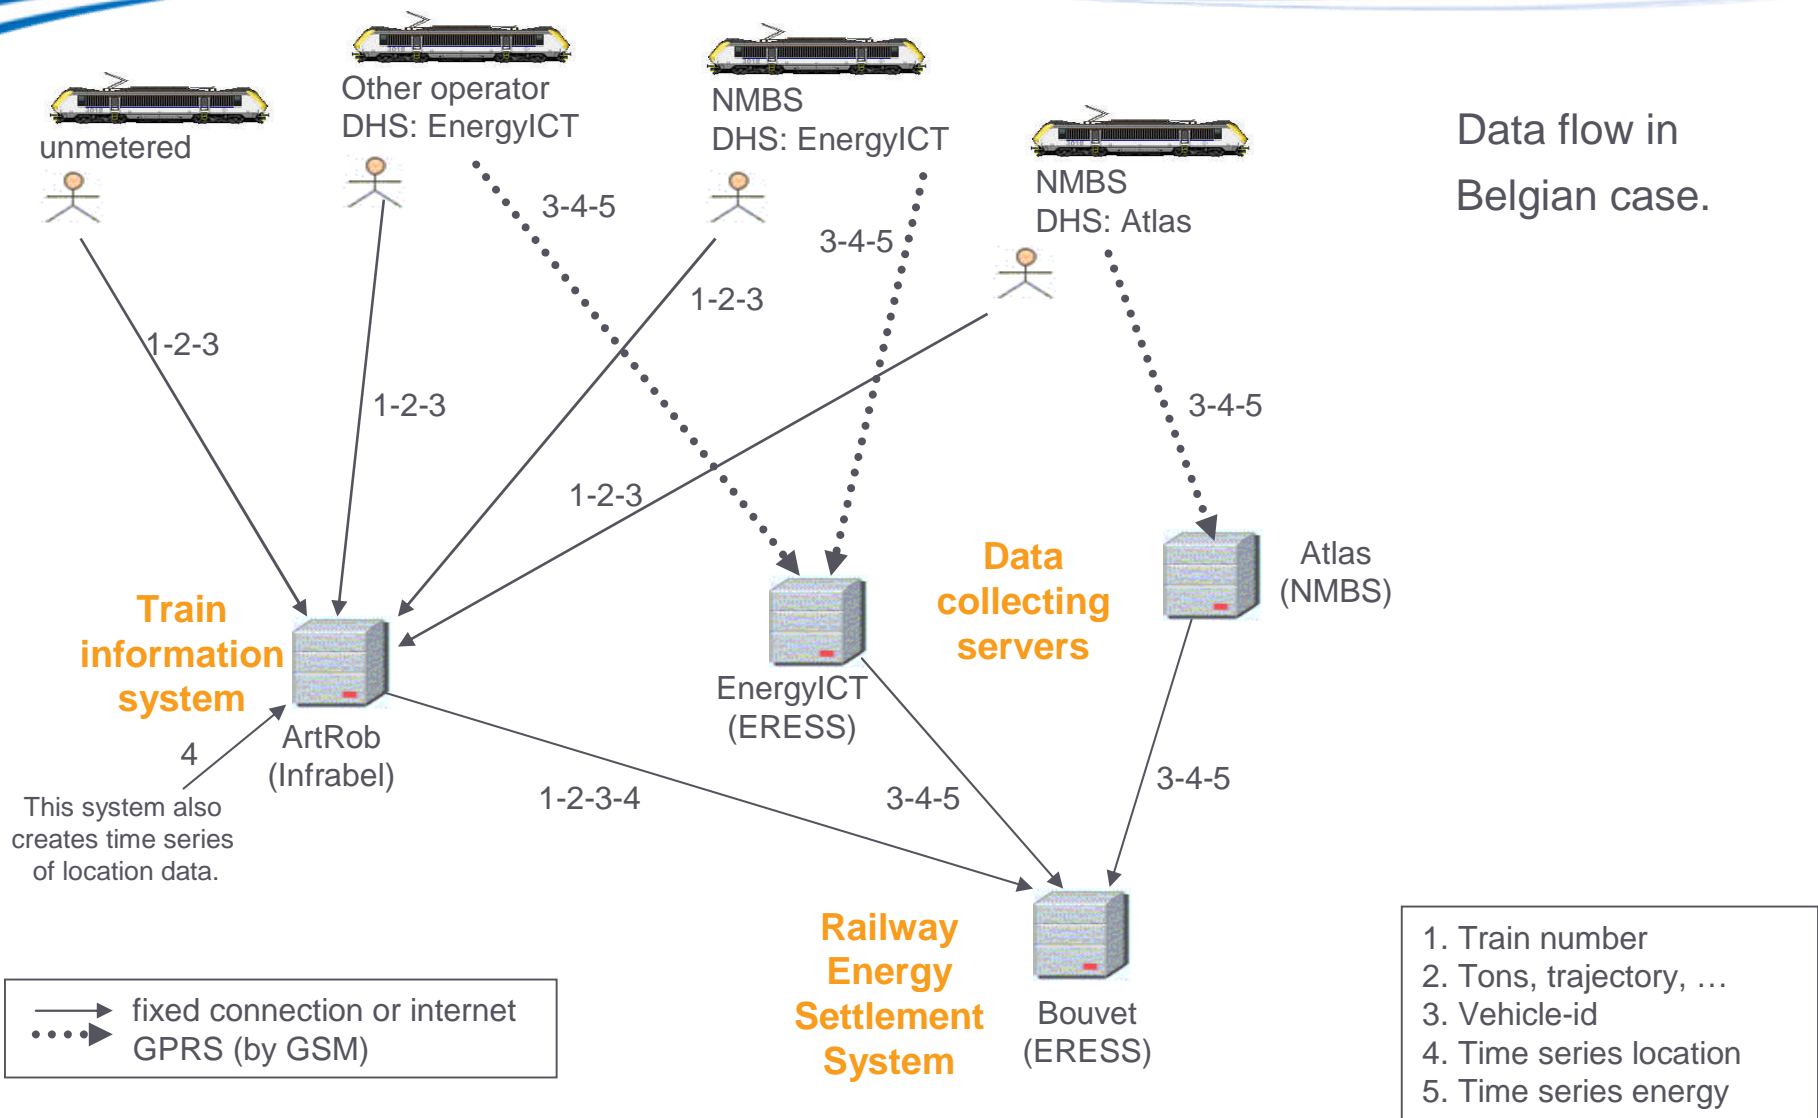 Other operator
DHS: EnergyICT
NMBS
DHS: EnergyICT
unmetered
NMBS
DHS: Atlas
Data flow in
Belgian case.
3-4-5
3-4-5
1-2-3
1-2-3
1-2-3
3-4-5
1-2-3
Train
information
system
Data
collecting
servers
Atlas
(NMBS)
EnergyICT
(ERESS)
ArtRob
(Infrabel)
4
This system also
creates time series
of location data.
1-2-3-4
3-4-5
3-4-5
Railway
Energy
Settlement
System
Bouvet
(ERESS)
fixed connection or internet
GPRS (by GSM)
1. Train number
2. Tons, trajectory, …
3. Vehicle-id
4. Time series location
5. Time series energy